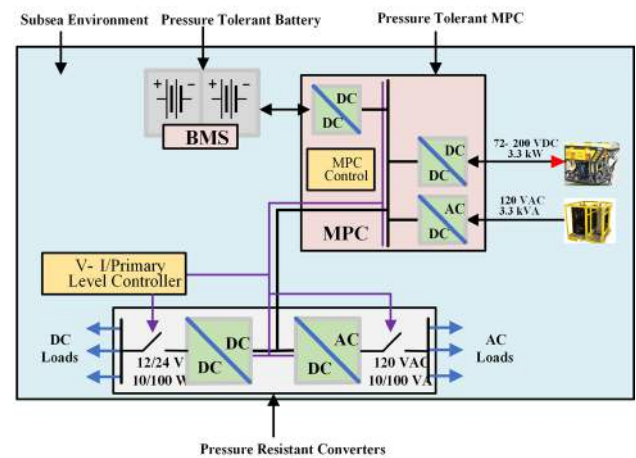 Subsea Environment
Pressure Tolerant Battery
Pressure Tolerant MPC
+ - + -
BMS
DC
DC
MPC
Control
DC
DC
72- 200 VDC
3.3 kW
AC
DC
120 VAC
3.3 kVA
MPC
V- I/Primary
Level Controller
DC
Loads
12/24 V
10/100 W
DC
DC
AC
DC
120 VAC
10/100 VA
AC
Loads
Pressure Resistant Converters